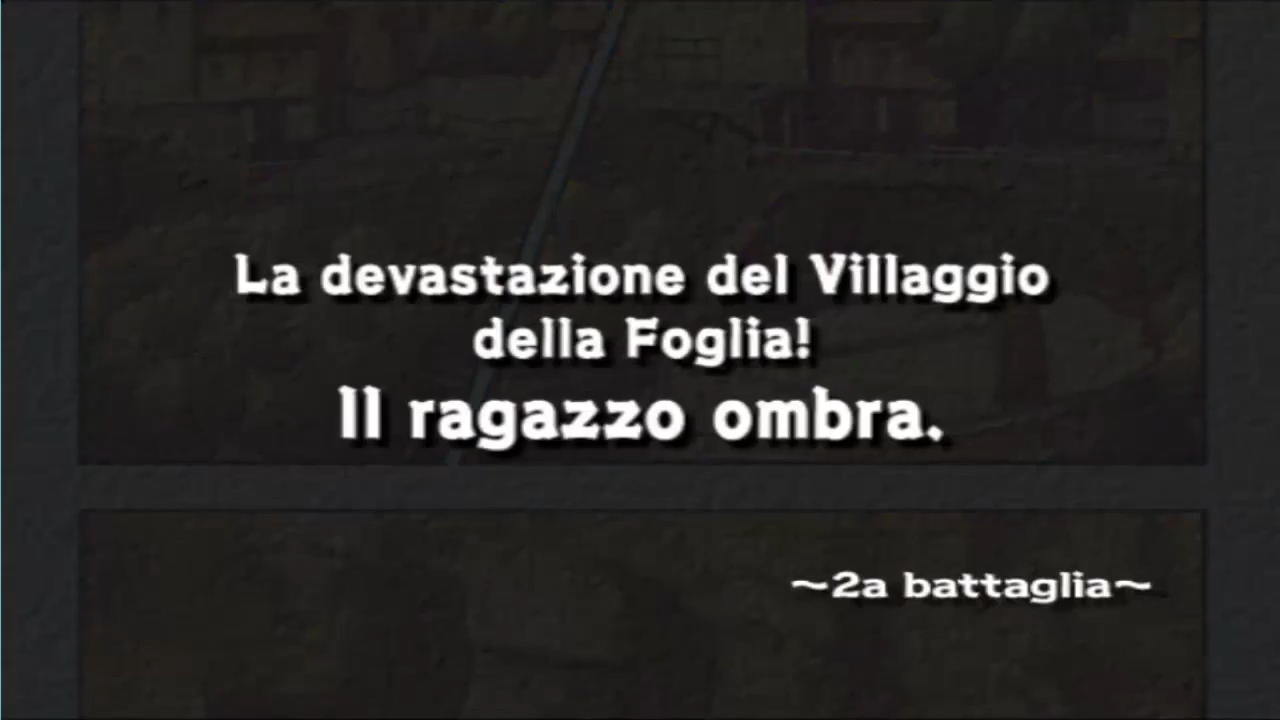 La devastazione del Villaggio
della Foglia!
Il ragazzo ombra.
~2a battaglia~